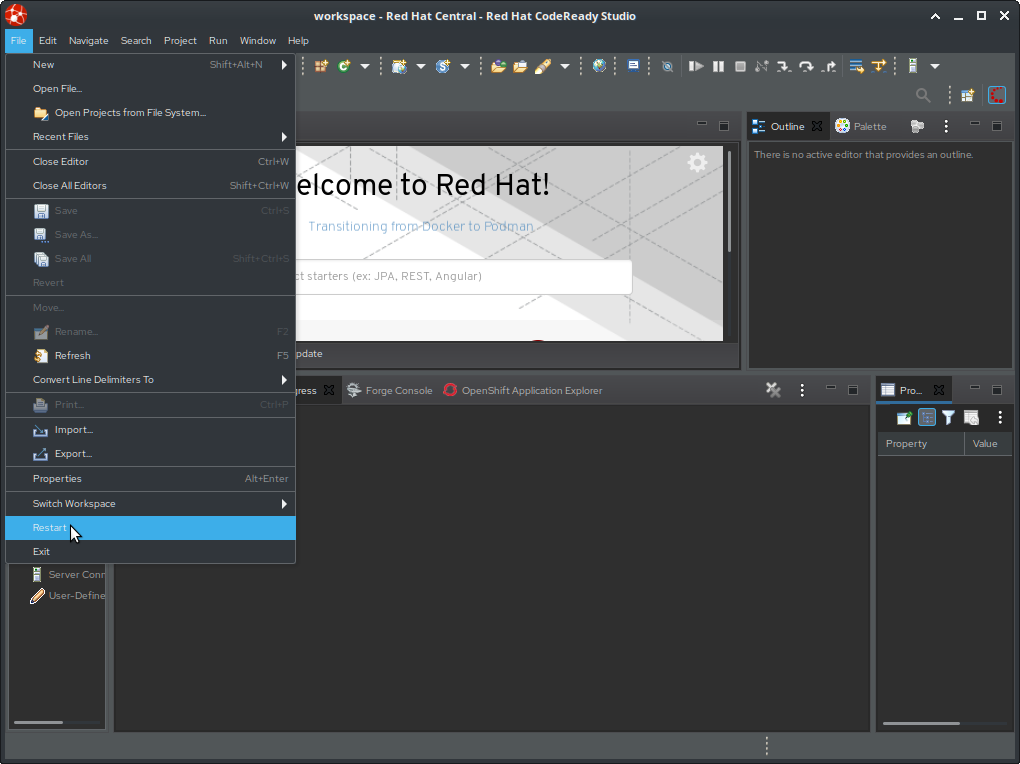 workspace - Red Hat Central - Red Hat CodeReady Studio
File Edit Navigate Search Project Run Window Help
New Shift+Alt+N
Open File...
Open Projects from File System...
Recent Files
Close Editor Ctrl+W
Close All Editors Shift+Ctrl+W
Save Ctrl+S
Save As...
Save All Shift+Ctrl+S
Revert
Move...
Rename... F2
Refresh F5
Convert Line Delimiters To
Print... Ctrl+P
Import...
Export...
Properties Alt+Enter
Switch Workspace
Restart
Exit
Server Conn
User-Define
elcome to Red Hat!
Transitioning from Docker to Podman
ct starters (ex: JPA, REST, Angular)
pdate
Outline Palette
There is no active editor that provides an outline.
gress Forge Console OpenShift Application Explorer
Pro...
Property Value